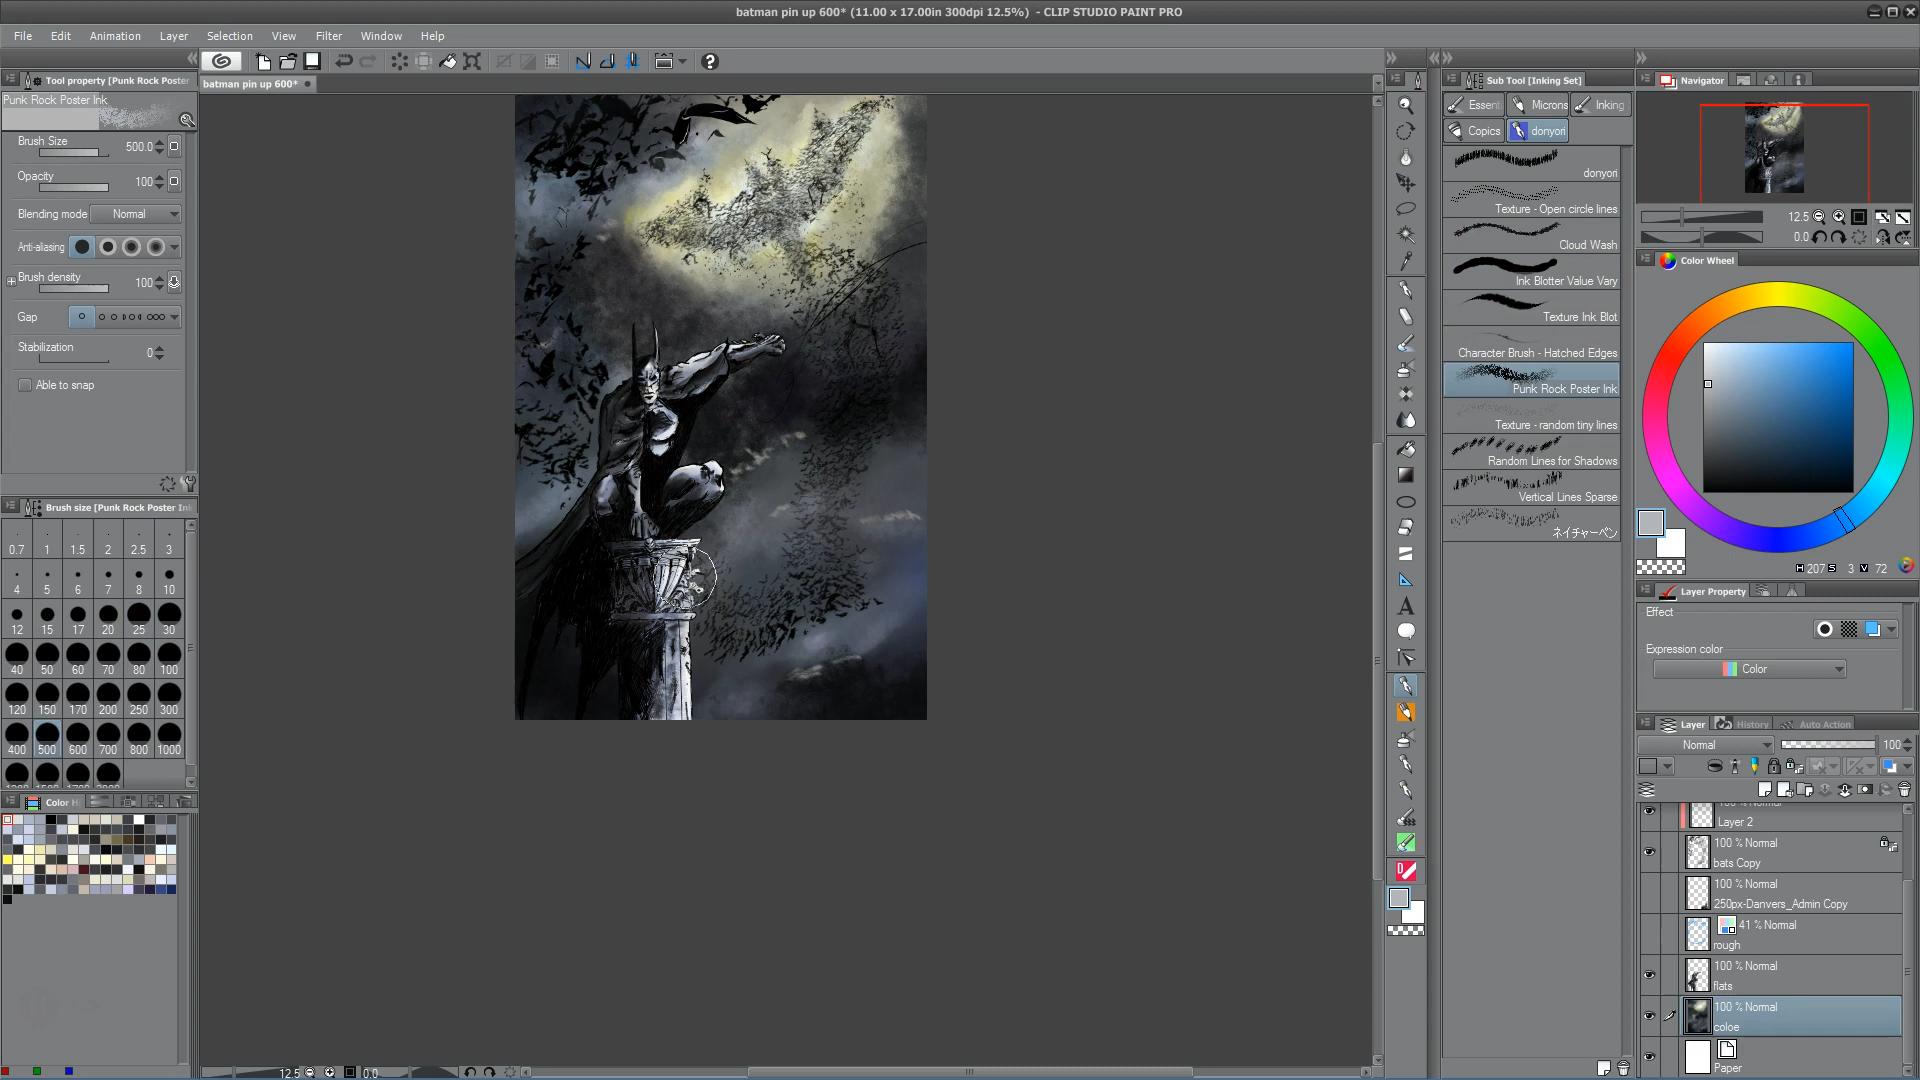 batman pin up 600* (11.00 x 17.00in 300dpi 12.5%) - CLIP STUDIO PAINT PRO
File Edit Animation Layer Selection View Filter Window Help
batman pin up 600*
Tool property [Punk Rock Poster
Punk Rock Poster Ink
Brush Size 500.0
Opacity 100
Blending mode Normal
Anti-aliasing
Brush density 100
Gap
Stabilization 0
Able to snap
Brush size [Punk Rock Poster In
0.7 1 1.5 2 2.5 3
4 5 6 7 8 10
12 15 17 20 25 30
40 50 60 70 80 100
120 150 170 200 250 300
400 500 600 700 800 1000
Color Hi
12.5 0.0
Sub Tool [Inking Set]
Essenti Microns Inking
Copics donyori
donyori
Texture - Open circle lines
Cloud Wash
Ink Blotter Value Vary
Texture Ink Blot
Character Brush - Hatched Edges
Punk Rock Poster Ink
Texture - random tiny lines
Random Lines for Shadows
Vertical Lines Sparse
ネイチャーペン
Navigator
12.5
0.0
Color Wheel
H 207 S 3 V 72
Layer Property
Effect
Expression color
Color
Layer History Auto Action
Normal 100
100 % Normal
Layer 2
100 % Normal
bats Copy
100 % Normal
250px-Danvers_Admin Copy
41 % Normal
rough
100 % Normal
flats
100 % Normal
coloe
Paper